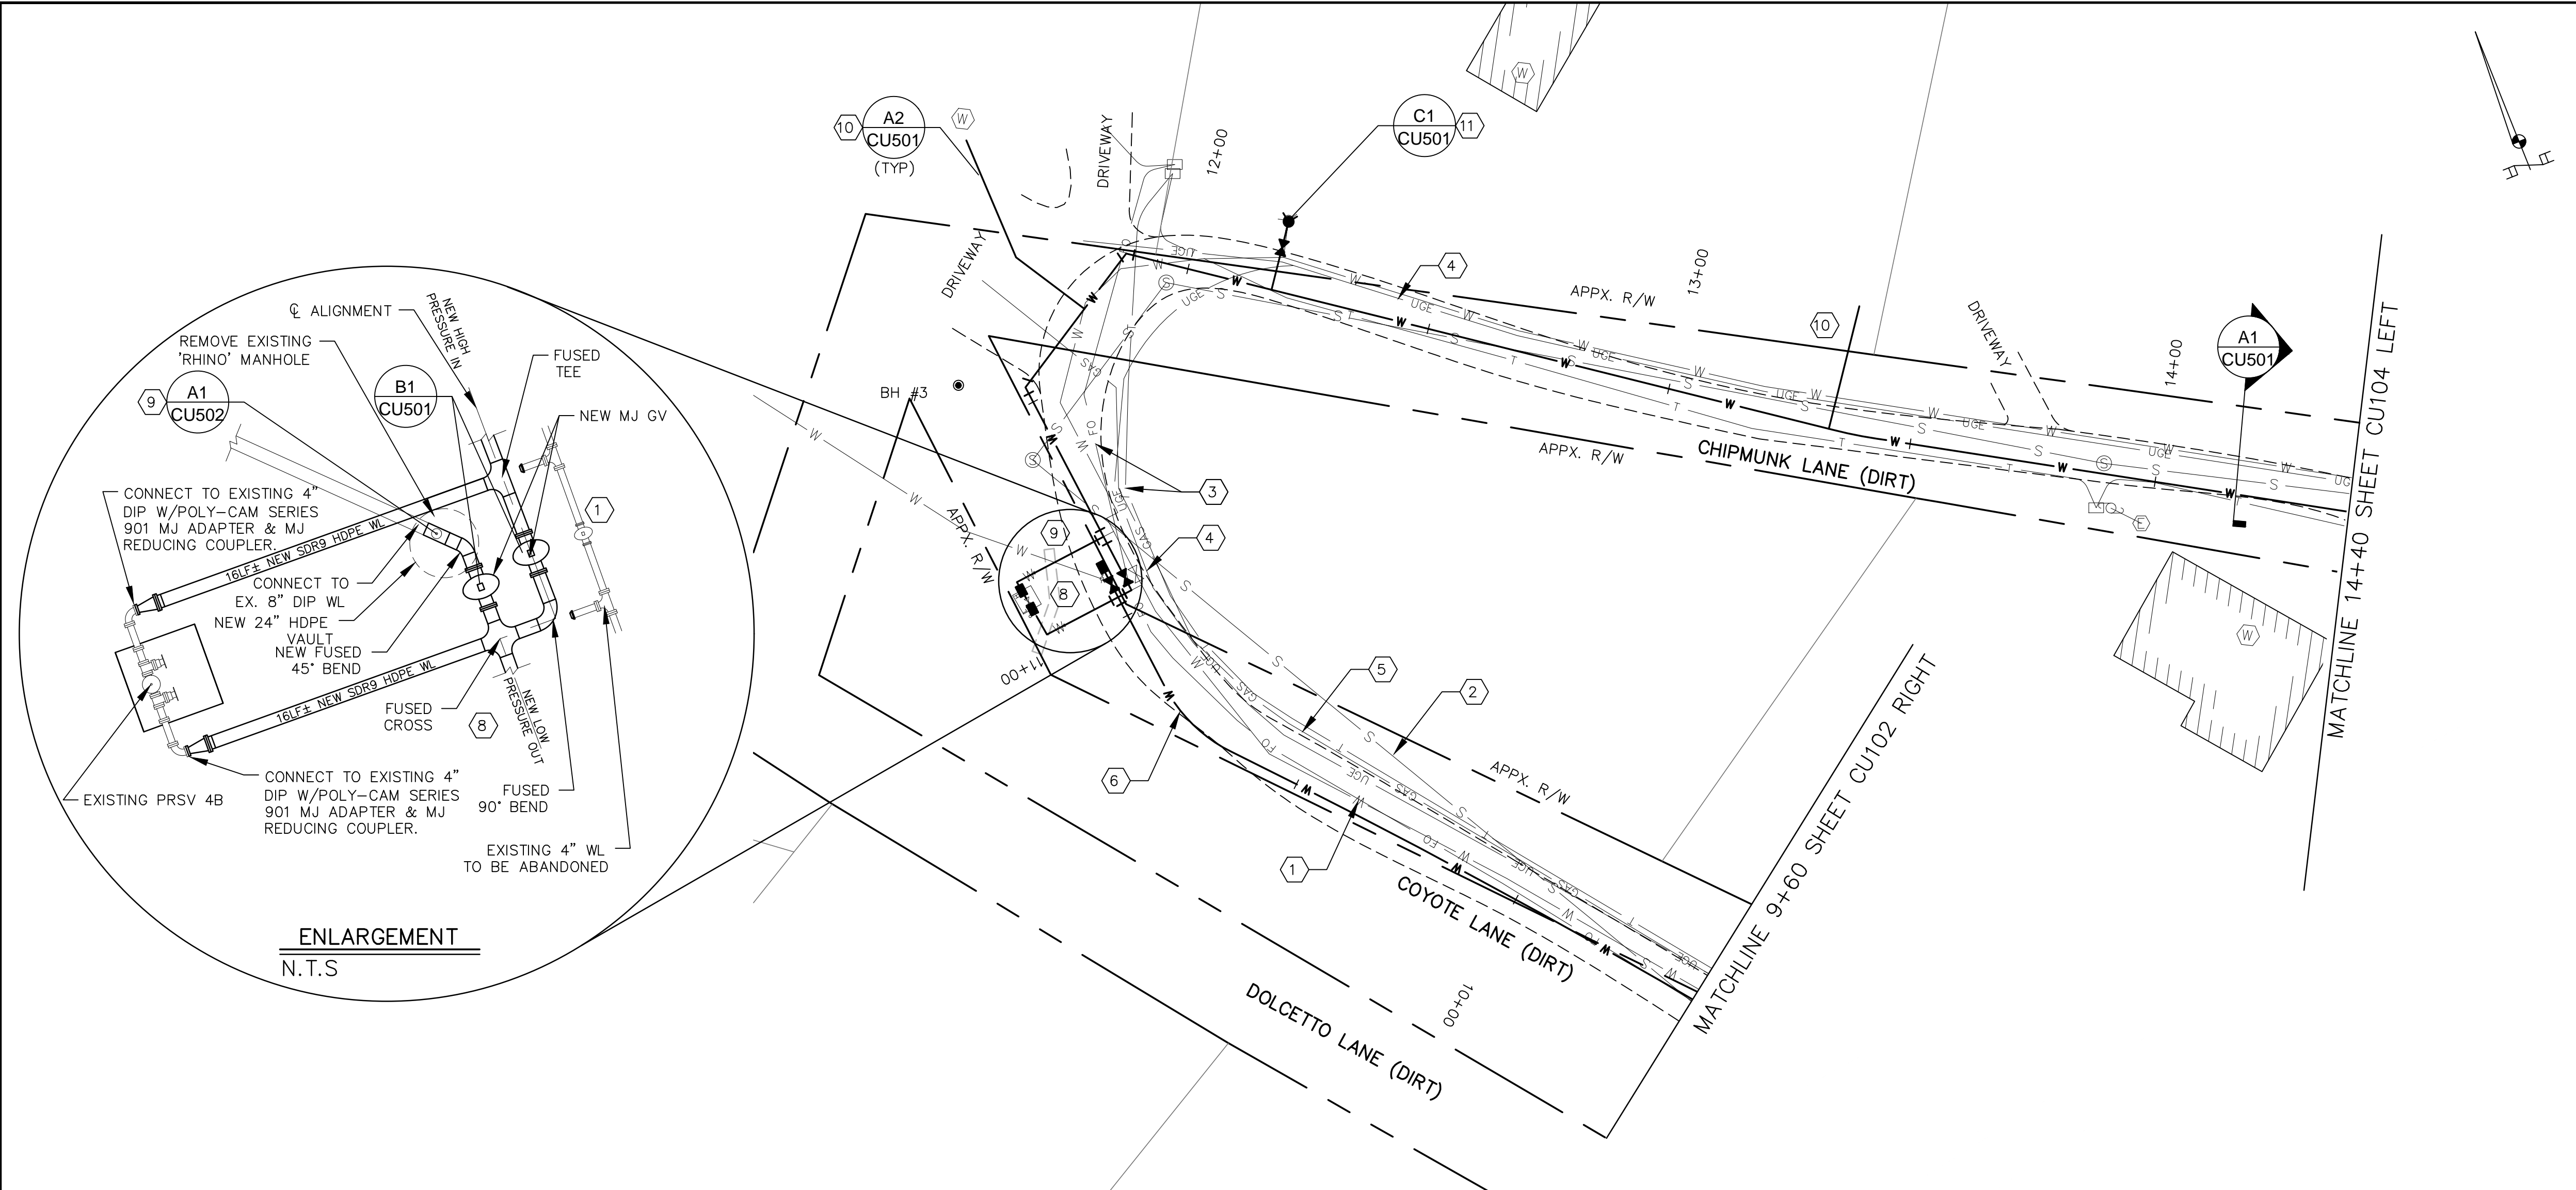 ℄ ALIGNMENT
NEW HIGH
PRESSURE IN
REMOVE EXISTING
'RHINO' MANHOLE
FUSED
TEE
9
A1
CU502
B1
CU501
NEW MJ GV
CONNECT TO EXISTING 4"
DIP W/POLY-CAM SERIES
901 MJ ADAPTER & MJ
REDUCING COUPLER.
1
16LF± NEW SDR9 HDPE WL
CONNECT TO
EX. 8" DIP WL
NEW 24" HDPE
VAULT
NEW FUSED
45° BEND
16LF± NEW SDR9 HDPE WL
FUSED
CROSS
8
NEW LOW
PRESSURE OUT
EXISTING PRSV 4B
CONNECT TO EXISTING 4"
DIP W/POLY-CAM SERIES
901 MJ ADAPTER & MJ
REDUCING COUPLER.
FUSED
90° BEND
EXISTING 4" WL
TO BE ABANDONED
ENLARGEMENT
N.T.S
10
A2
CU501
(TYP)
W
DRIVEWAY
12+00
C1
CU501
11
W
DRIVEWAY
4
APPX. R/W
13+00
10
DRIVEWAY
14+00
A1
CU501
BH #3
APPX. R/W
CHIPMUNK LANE (DIRT)
MATCHLINE 14+40 SHEET CU104 LEFT
3
APPX. R/W
9
4
8
E
W
11+00
5
2
6
APPX. R/W
1
COYOTE LANE (DIRT)
MATCHLINE 9+60 SHEET CU102 RIGHT
10+00
DOLCETTO LANE (DIRT)
W
S
T
UGE
GAS
FO